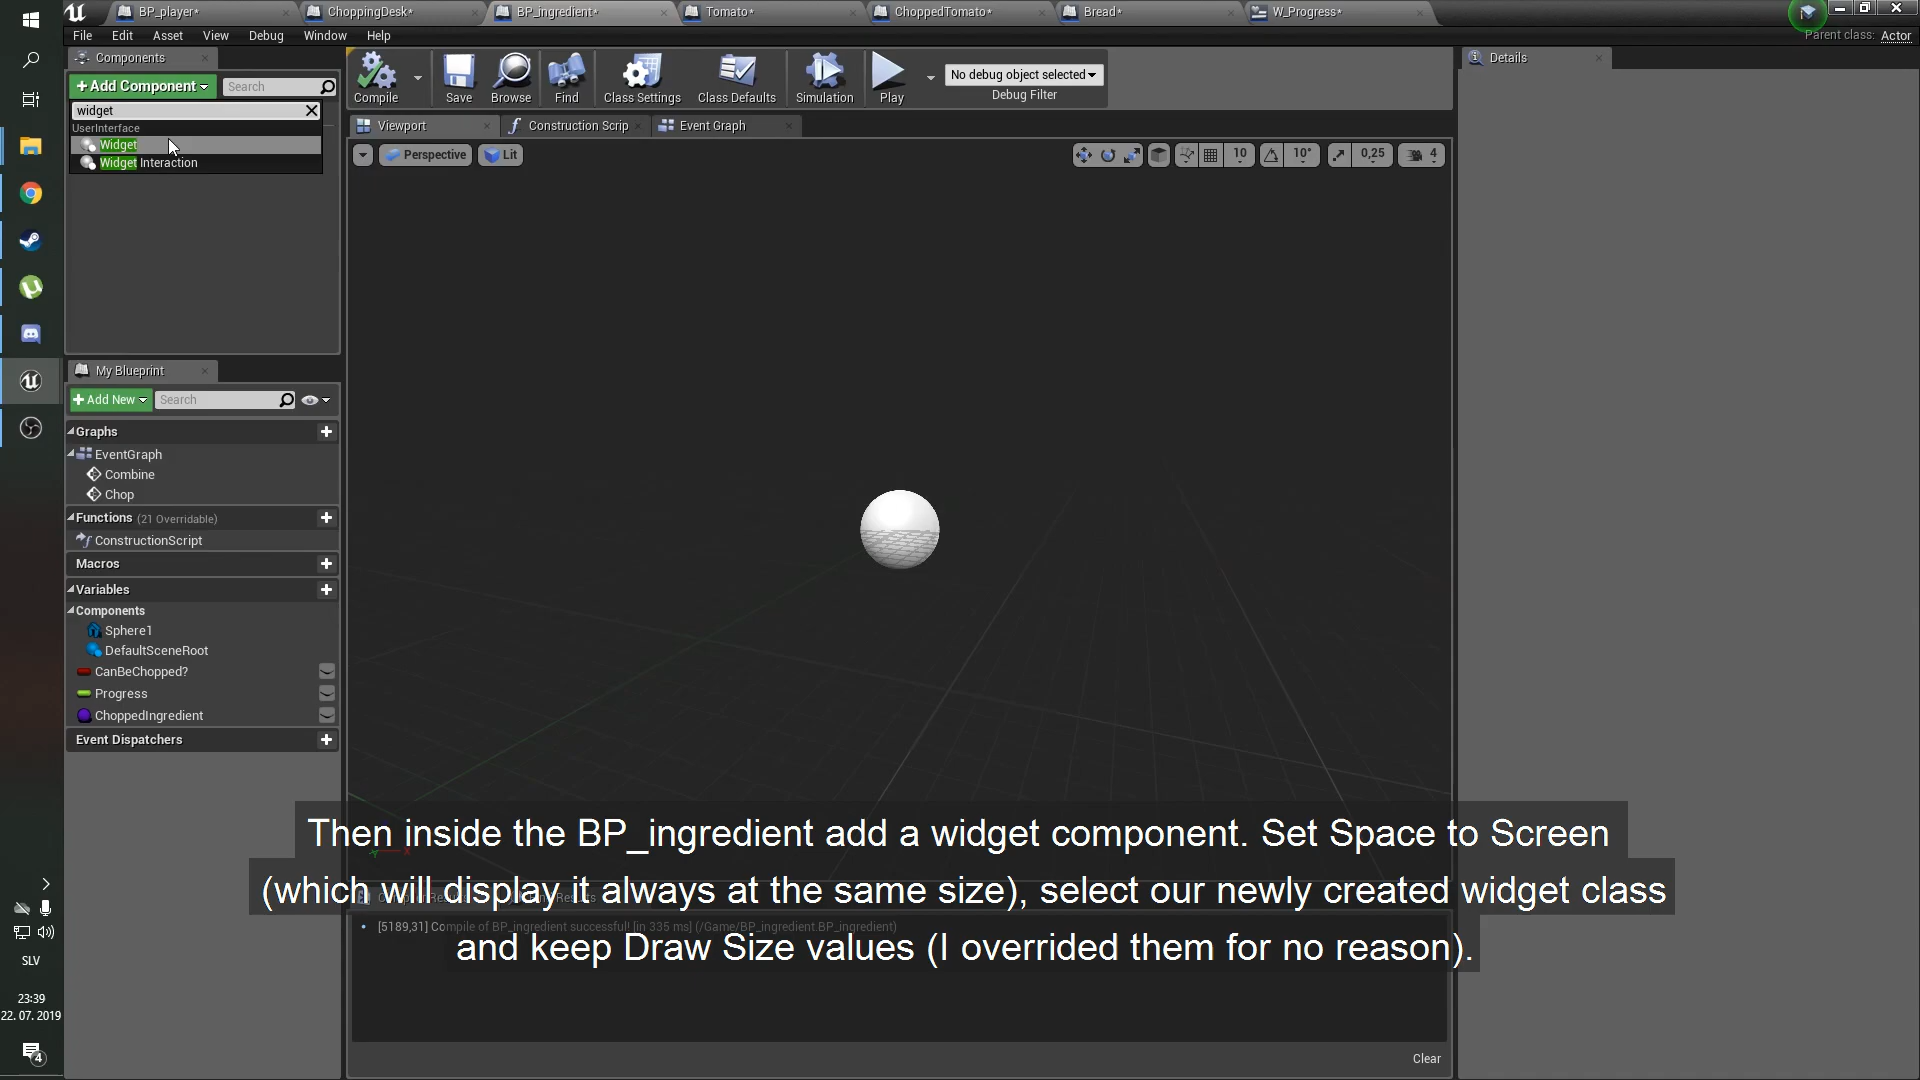 BP_player*
ChoppingDesk*
BP_ingredient*
Tomato*
ChoppedTomato*
Bread*
W_Progress*
File
Edit
Asset
View
Debug
Window
Help
Parent class: Actor
Components
+Add Component
Search
widget
UserInterface
Widget
Widget Interaction
Compile
Save
Browse
Find
Class Settings
Class Defaults
Simulation
Play
No debug object selected
Debug Filter
Details
Viewport
Construction Scrip
Event Graph
Perspective
Lit
10
10°
0,25
4
My Blueprint
+Add New
Search
Graphs
EventGraph
Combine
Chop
Functions (21 Overridable)
ConstructionScript
Macros
Variables
Components
Sphere1
DefaultSceneRoot
CanBeChopped?
Progress
ChoppedIngredient
Event Dispatchers
Then inside the BP_ingredient add a widget component. Set Space to Screen
(which will display it always at the same size), select our newly created widget class
and keep Draw Size values (I overrided them for no reason).
[5189,31] Compile of BP_ingredient successful! [in 335 ms] (/Game/BP_ingredient.BP_ingredient)
Clear
SLV
23:39
22. 07. 2019
4